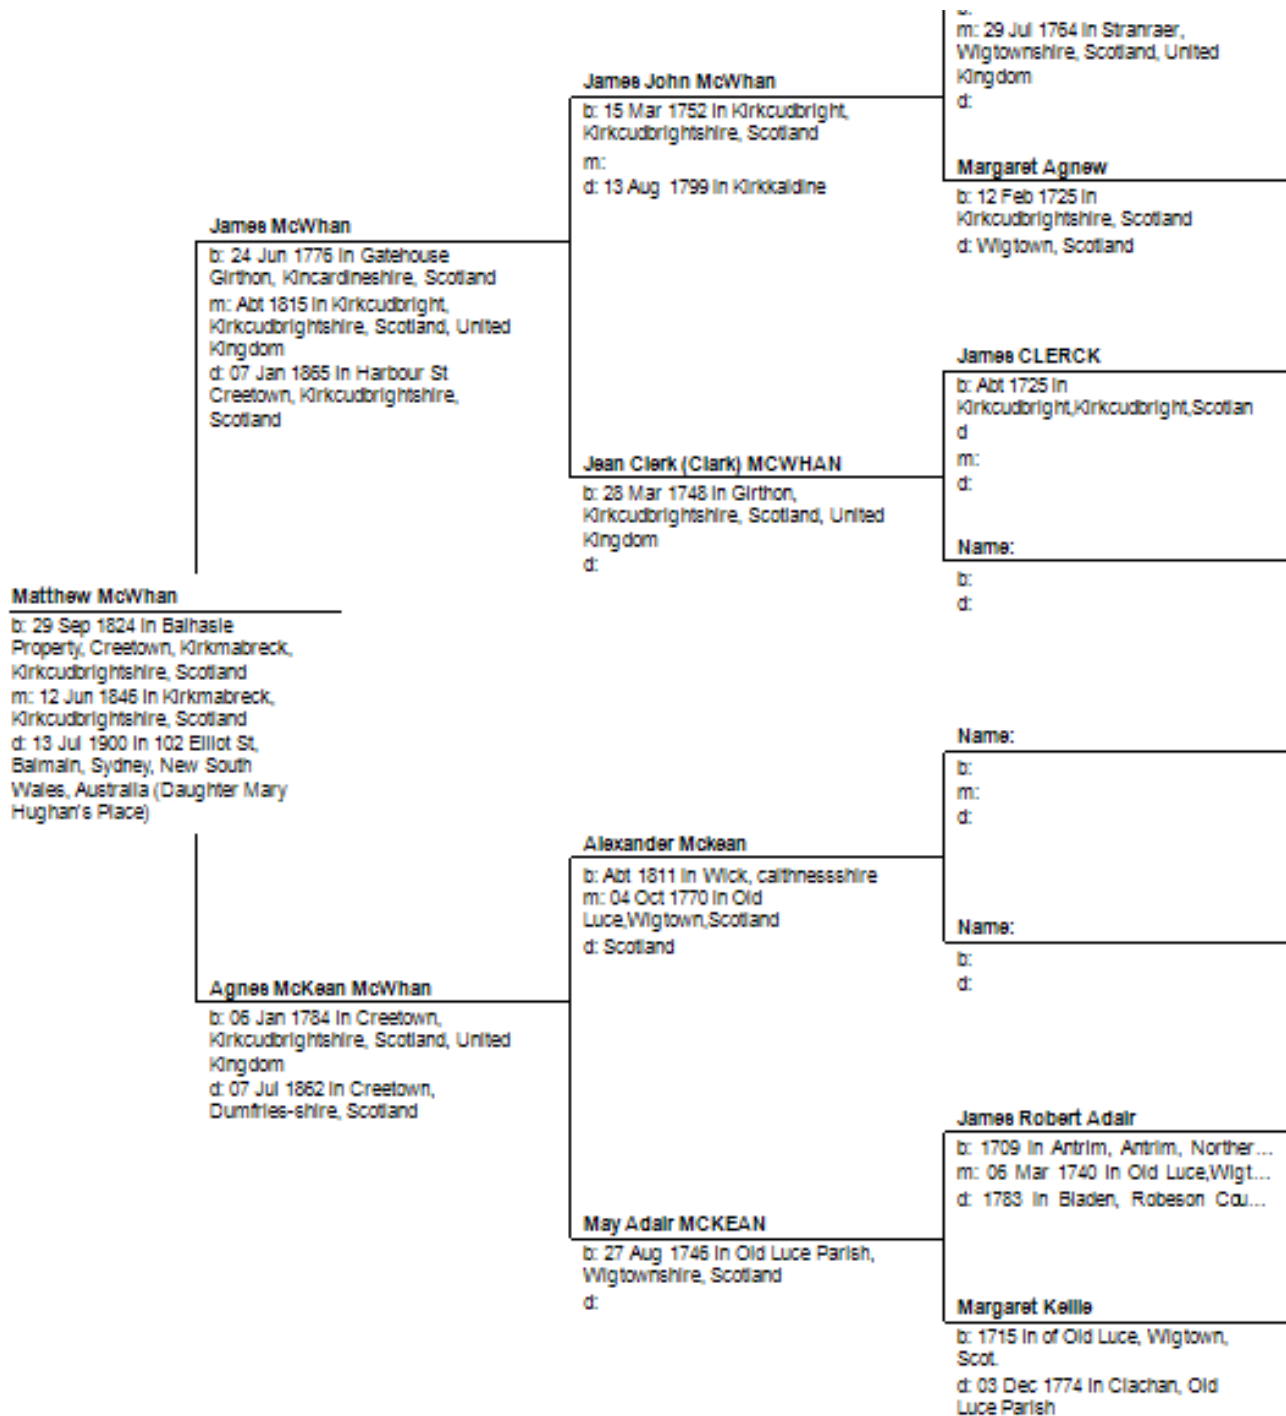 m: 29 Jul 1764 in Stranraer,
Wigtownshire, Scotland, United
Kingdom
d:
James John McWhan
b: 15 Mar 1752 in Kirkcudbright,
Kirkcudbrightshire, Scotland
m:
d: 13 Aug 1799 in Kirkkaldine
Margaret Agnew
b: 12 Feb 1725 in
Kirkcudbrightshire, Scotland
d: Wigtown, Scotland
James McWhan
b: 24 Jun 1776 in Gatehouse
Girthon, Kincardineshire, Scotland
m: Abt 1815 in Kirkcudbright,
Kirkcudbrightshire, Scotland, United
Kingdom
d: 07 Jan 1865 in Harbour St
Creetown, Kirkcudbrightshire,
Scotland
James CLERCK
b: Abt 1725 in
Kirkcudbright,Kirkcudbright,Scotlan
d
m:
d:
Jean Clerk (Clark) MCWHAN
b: 28 Mar 1748 in Girthon,
Kirkcudbrightshire, Scotland, United
Kingdom
d:
Name:
b:
d:
Matthew McWhan
b: 29 Sep 1824 in Balhasie
Property, Creetown, Kirkmabreck,
Kirkcudbrightshire, Scotland
m: 12 Jun 1846 in Kirkmabreck,
Kirkcudbrightshire, Scotland
d: 13 Jul 1900 in 102 Elliot St,
Balmain, Sydney, New South
Wales, Australia (Daughter Mary
Hughan's Place)
Name:
b:
m:
d:
Alexander Mckean
b: Abt 1811 in Wick, caithnessshire
m: 04 Oct 1770 in Old
Luce,Wigtown,Scotland
d: Scotland
Name:
b:
d:
Agnes McKean McWhan
b: 06 Jan 1784 in Creetown,
Kirkcudbrightshire, Scotland, United
Kingdom
d: 07 Jul 1862 in Creetown,
Dumfries-shire, Scotland
James Robert Adair
b: 1709 in Antrim, Antrim, Norther...
m: 06 Mar 1740 in Old Luce,Wigt...
d: 1783 in Bladen, Robeson Cou...
May Adair MCKEAN
b: 27 Aug 1746 in Old Luce Parish,
Wigtownshire, Scotland
d:
Margaret Kellie
b: 1715 in of Old Luce, Wigtown,
Scot.
d: 03 Dec 1774 in Clachan, Old
Luce Parish